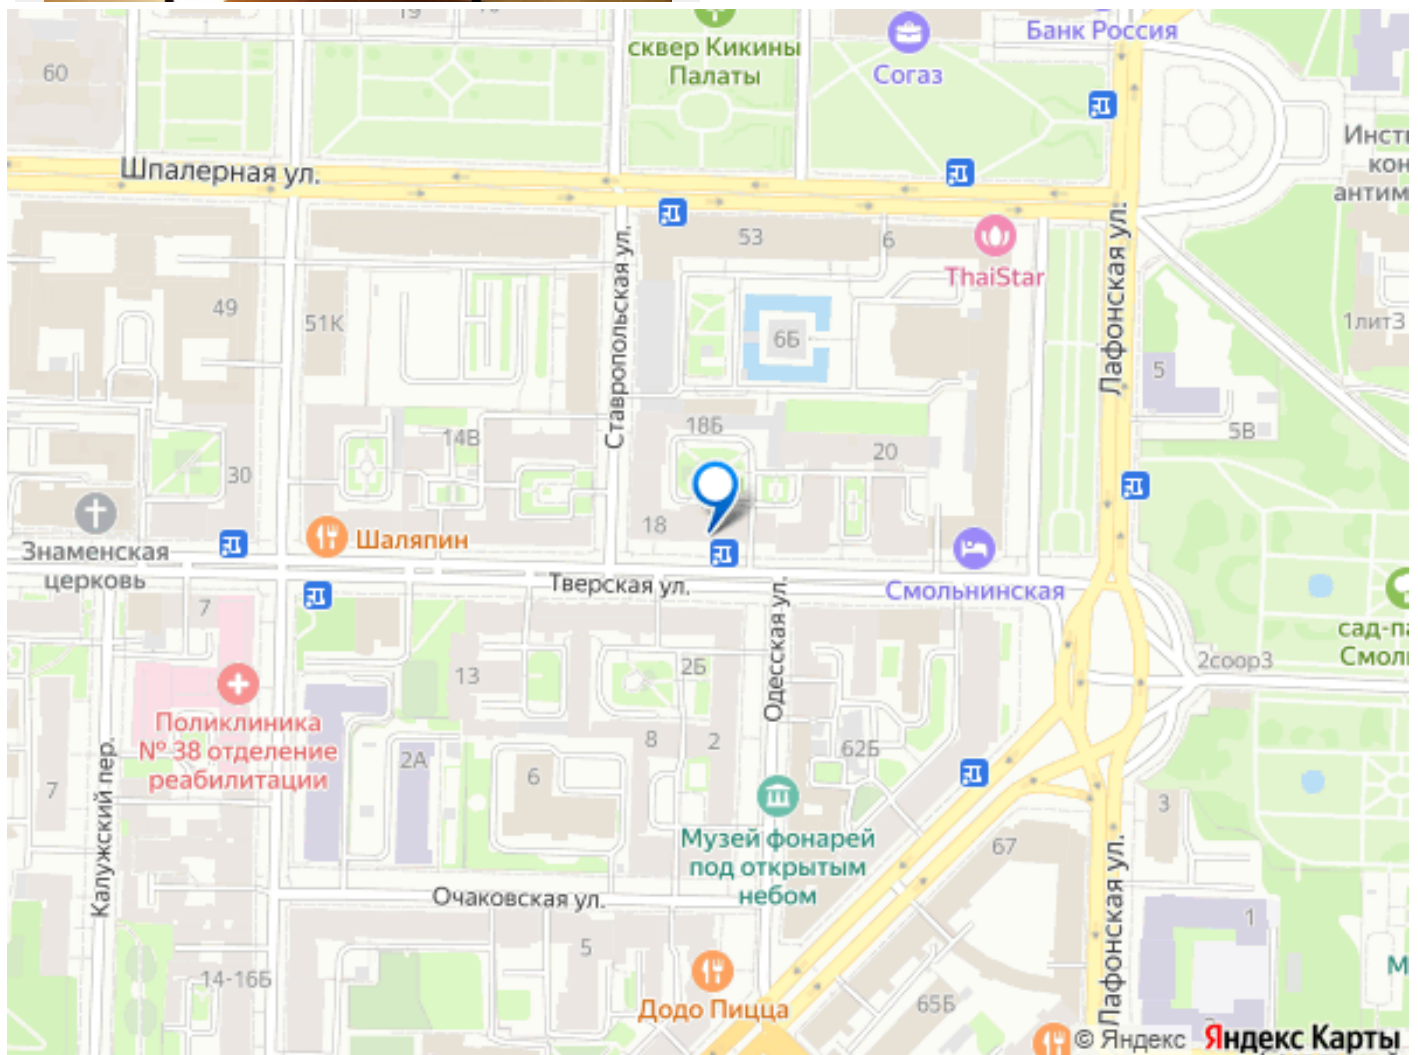 19
60
сквер Кикины
Палаты
Согаз
Банк Россия
Инсти
кон
антим
Шпалерная ул.
53
6
ThaiStar
Лафонская ул.
Ставропольская ул.
49
51К
6Б
1лит3
5
5В
14В
18Б
20
30
18
Знаменская
церковь
Шаляпин
Тверская ул.
Смольнинская
Одесская ул.
7
13
2Б
2соор3
сад-па
Смоль
Поликлиника
№ 38 отделение
реабилитации
Калужский пер.
7
2А
6
8
2
62Б
3
67
Музей фонарей
под открытым
небом
Очаковская ул.
5
14-16Б
Додо Пицца
65Б
Лафонская ул.
1
М
© Яндекс Яндекс Карты